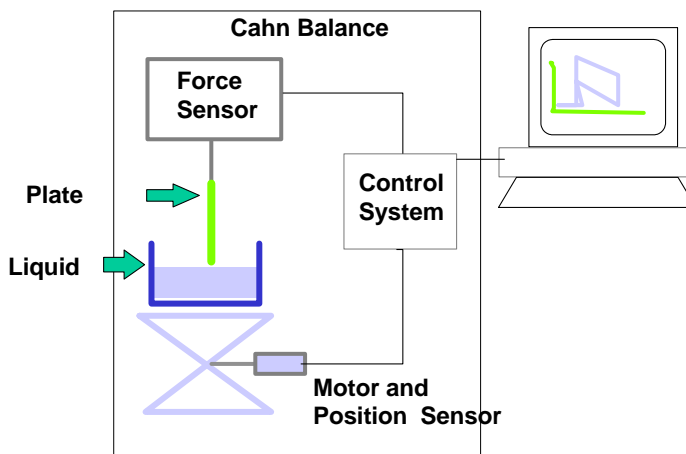 Cahn Balance
Force
Sensor
Plate
Control
System
Liquid
Motor and
Position Sensor